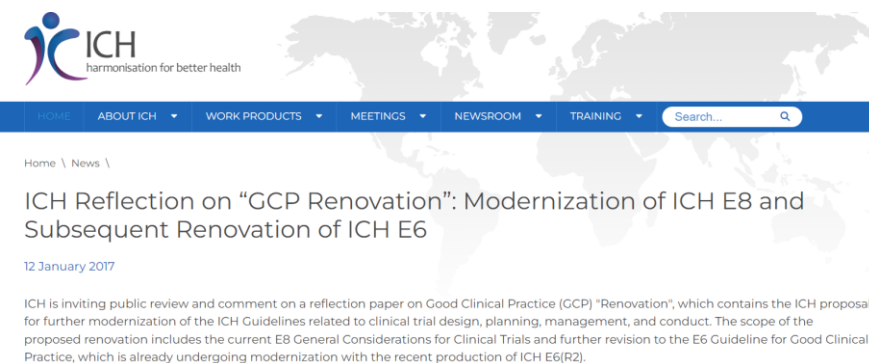 ICH
harmonisation for better health
HOME ABOUT ICH WORK PRODUCTS MEETINGS NEWSROOM TRAINING Search...
Home \ News \
ICH Reflection on “GCP Renovation”: Modernization of ICH E8 and
Subsequent Renovation of ICH E6
12 January 2017
ICH is inviting public review and comment on a reflection paper on Good Clinical Practice (GCP) "Renovation", which contains the ICH proposal
for further modernization of the ICH Guidelines related to clinical trial design, planning, management, and conduct. The scope of the
proposed renovation includes the current E8 General Considerations for Clinical Trials and further revision to the E6 Guideline for Good Clinical
Practice, which is already undergoing modernization with the recent production of ICH E6(R2).